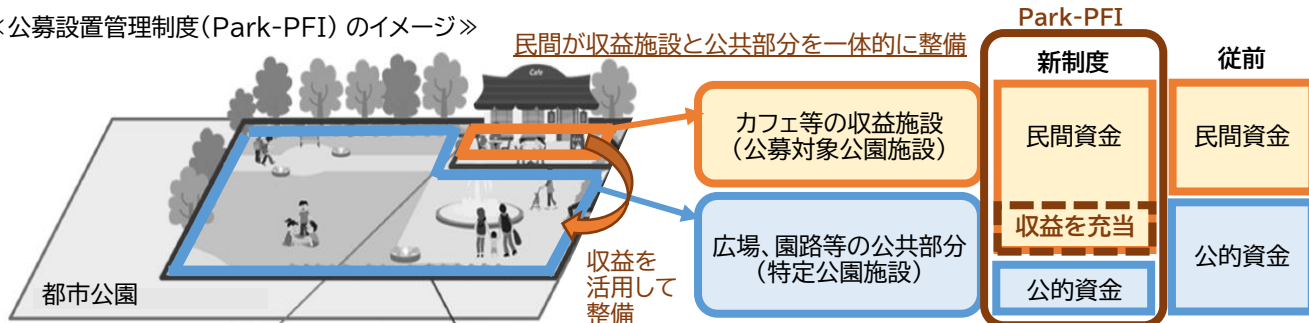 ≪公募設置管理制度(Park-PFI) のイメージ≫
民間が収益施設と公共部分を一体的に整備
Park-PFI
新制度
従前
Cafe
カフェ等の収益施設
(公募対象公園施設)
民間資金
民間資金
収益を充当
広場、園路等の公共部分
(特定公園施設)
公的資金
公的資金
収益を
活用して
整備
都市公園